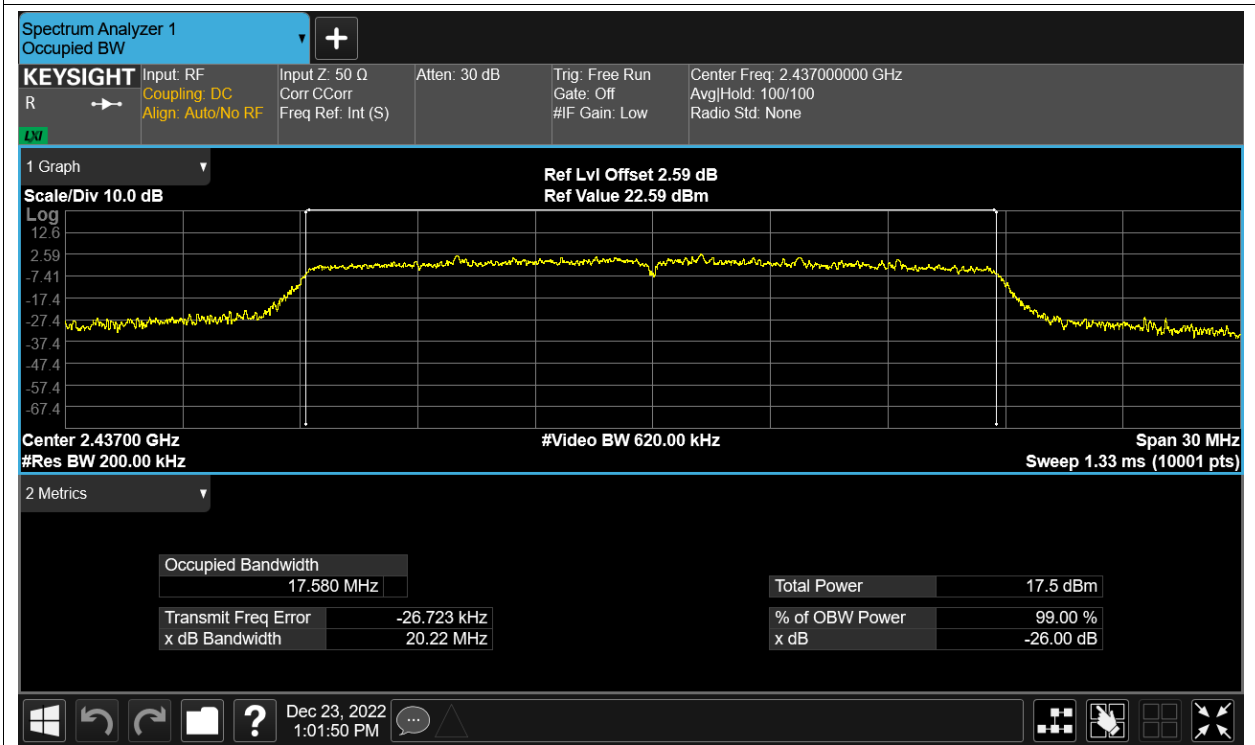 Spectrum Analyzer 1
Occupied BW
KEYSIGHT
R
LXI
Input: RF
Coupling: DC
Align: Auto/No RF
Input Z: 50 Ω
Corr CCorr
Freq Ref: Int (S)
Atten: 30 dB
Trig: Free Run
Gate: Off
#IF Gain: Low
Center Freq: 2.437000000 GHz
Avg|Hold: 100/100
Radio Std: None
1 Graph
Scale/Div 10.0 dB
Ref Lvl Offset 2.59 dB
Ref Value 22.59 dBm
Log
12.6
2.59
-7.41
-17.4
-27.4
-37.4
-47.4
-57.4
-67.4
Center 2.43700 GHz
#Res BW 200.00 kHz
#Video BW 620.00 kHz
Span 30 MHz
Sweep 1.33 ms (10001 pts)
2 Metrics
Occupied Bandwidth
17.580 MHz
Transmit Freq Error -26.723 kHz
x dB Bandwidth 20.22 MHz
Total Power 17.5 dBm
% of OBW Power 99.00 %
x dB -26.00 dB
?
Dec 23, 2022
1:01:50 PM